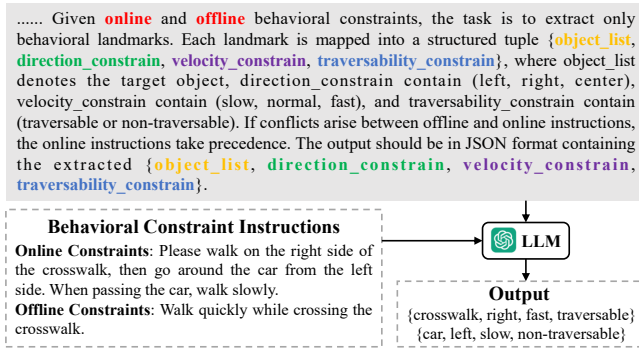 ...... Given online and offline behavioral constraints, the task is to extract only
behavioral landmarks. Each landmark is mapped into a structured tuple {object_list,
direction_constrain, velocity_constrain, traversability_constrain}, where object_list
denotes the target object, direction_constrain contain (left, right, center),
velocity_constrain contain (slow, normal, fast), and traversability_constrain contain
(traversable or non-traversable). If conflicts arise between offline and online instructions,
the online instructions take precedence. The output should be in JSON format containing
the extracted {object_list, direction_constrain, velocity_constrain,
traversability_constrain}.
Behavioral Constraint Instructions
Online Constraints: Please walk on the right side of
the crosswalk, then go around the car from the left
side. When passing the car, walk slowly.
Offline Constraints: Walk quickly while crossing the
crosswalk.
LLM
Output
{crosswalk, right, fast, traversable}
{car, left, slow, non-traversable}